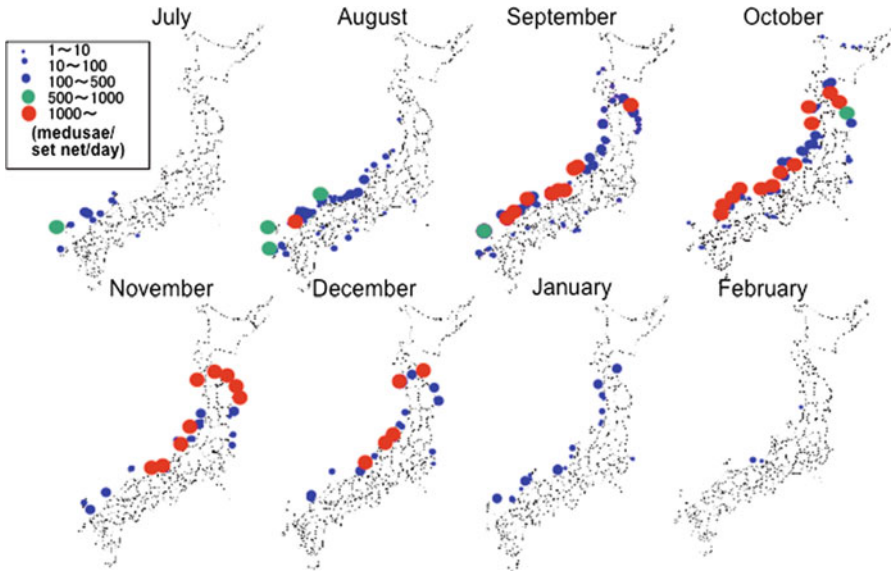 July
August
September
October
1～10
10～100
100～500
500～1000
1000～
(medusae/
set net/day)
November
December
January
February